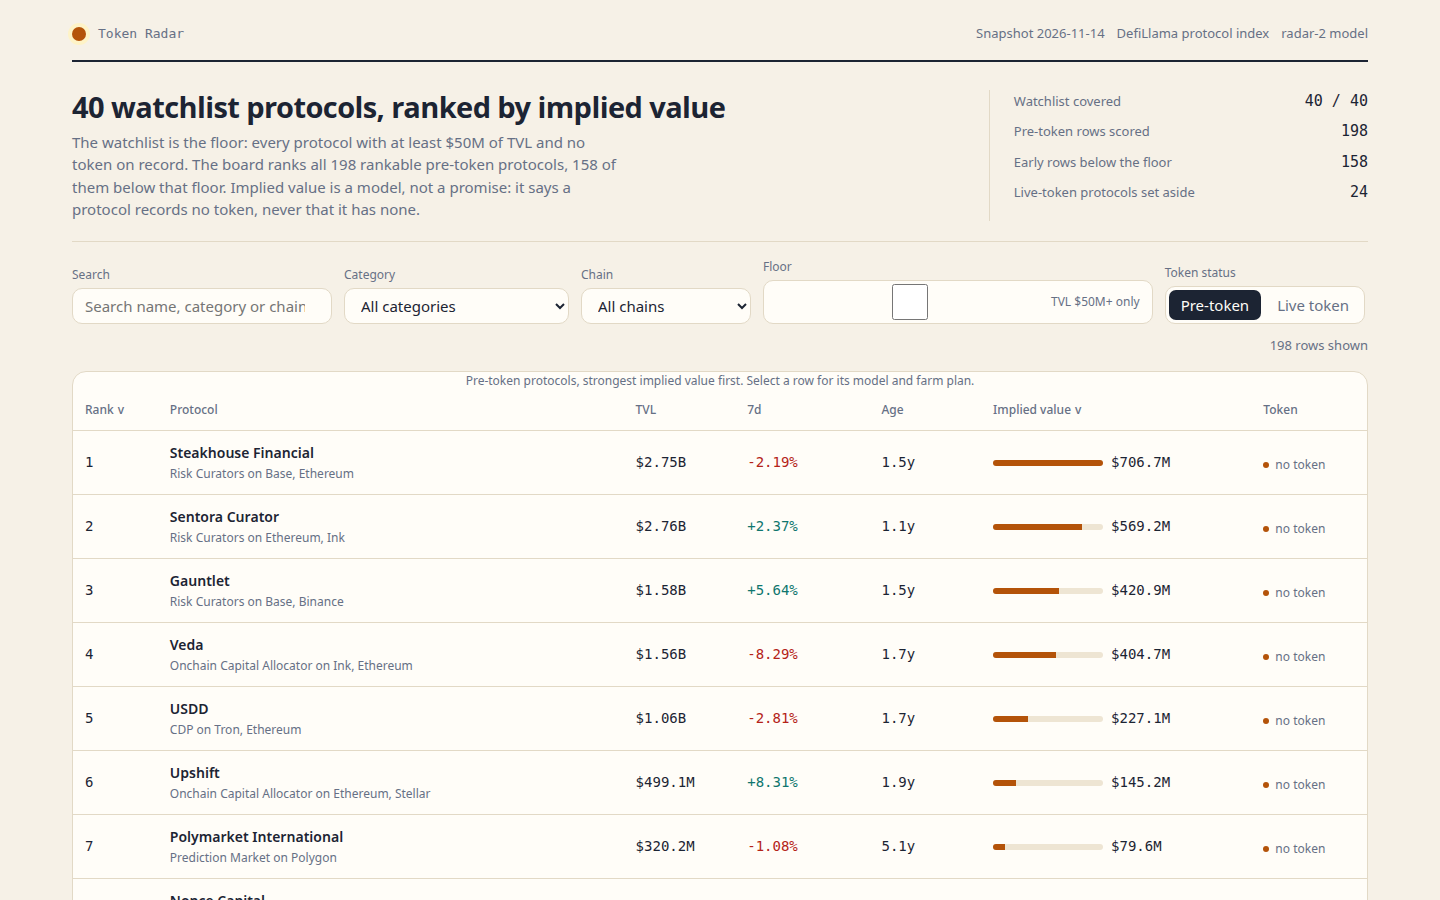 Token Radar
Snapshot 2026-11-14 DefiLlama protocol index radar-2 model
40 watchlist protocols, ranked by implied value
The watchlist is the floor: every protocol with at least $50M of TVL and no
token on record. The board ranks all 198 rankable pre-token protocols, 158 of
them below that floor. Implied value is a model, not a promise: it says a
protocol records no token, never that it has none.
Watchlist covered 40 / 40
Pre-token rows scored 198
Early rows below the floor 158
Live-token protocols set aside 24
Search Category Chain Floor Token status
Search name, category or chain All categories All chains TVL $50M+ only Pre-token Live token
198 rows shown
Pre-token protocols, strongest implied value first. Select a row for its model and farm plan.
Rank v Protocol TVL 7d Age Implied value v Token
1 Steakhouse Financial $2.75B -2.19% 1.5y $706.7M no token
Risk Curators on Base, Ethereum
2 Sentora Curator $2.76B +2.37% 1.1y $569.2M no token
Risk Curators on Ethereum, Ink
3 Gauntlet $1.58B +5.64% 1.5y $420.9M no token
Risk Curators on Base, Binance
4 Veda $1.56B -8.29% 1.7y $404.7M no token
Onchain Capital Allocator on Ink, Ethereum
5 USDD $1.06B -2.81% 1.7y $227.1M no token
CDP on Tron, Ethereum
6 Upshift $499.1M +8.31% 1.9y $145.2M no token
Onchain Capital Allocator on Ethereum, Stellar
7 Polymarket International $320.2M -1.08% 5.1y $79.6M no token
Prediction Market on Polygon